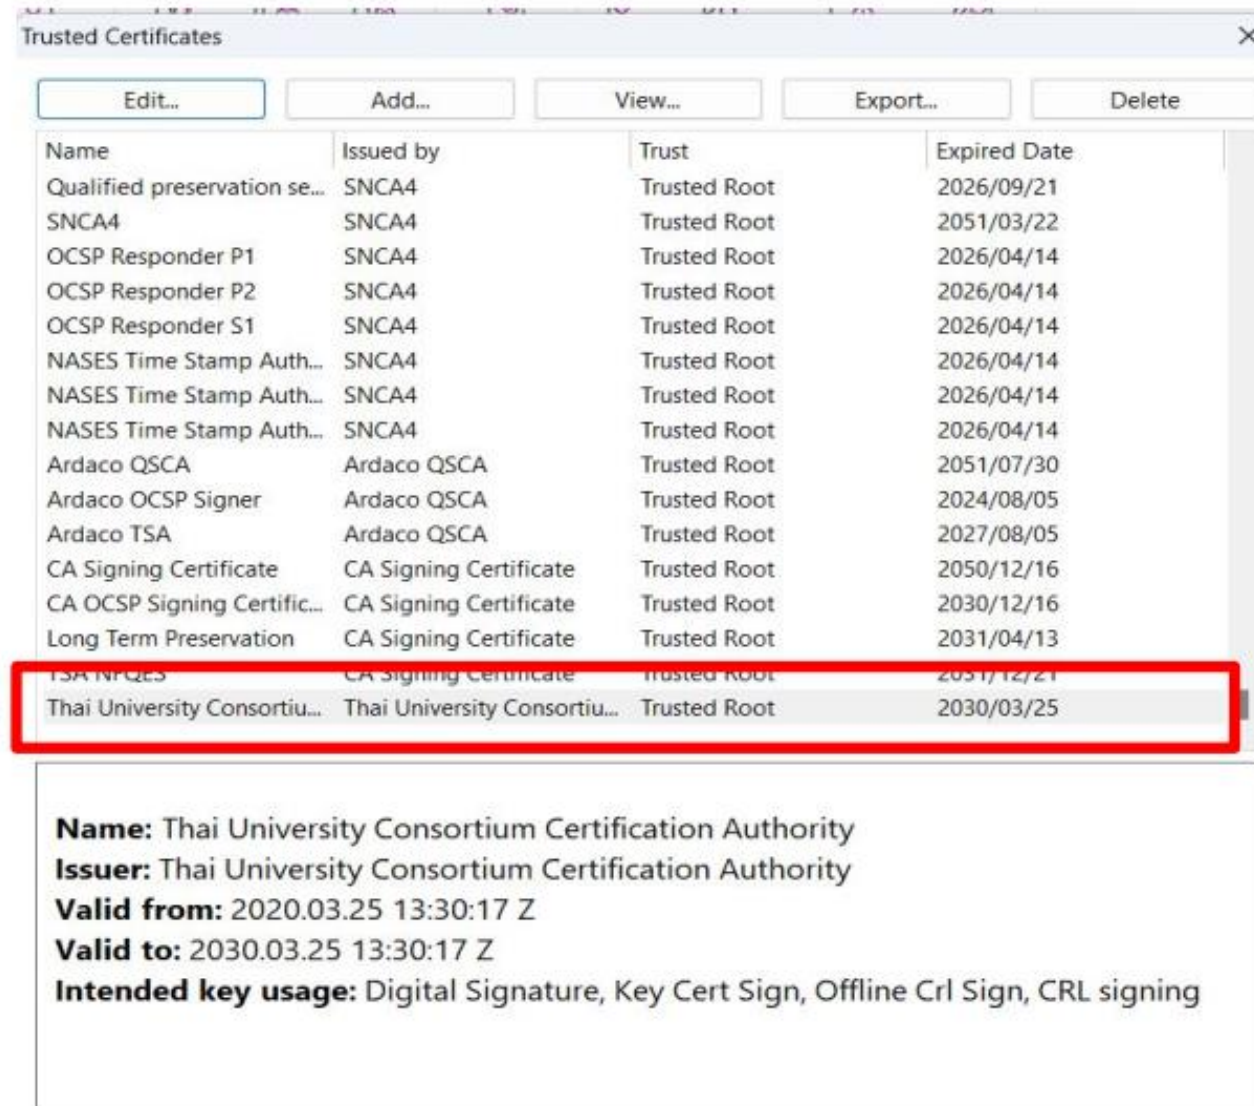 Trusted Certificates
Edit... Add... View... Export... Delete
Name Issued by Trust Expired Date
Qualified preservation se... SNCA4 Trusted Root 2026/09/21
SNCA4 SNCA4 Trusted Root 2051/03/22
OCSP Responder P1 SNCA4 Trusted Root 2026/04/14
OCSP Responder P2 SNCA4 Trusted Root 2026/04/14
OCSP Responder S1 SNCA4 Trusted Root 2026/04/14
NASES Time Stamp Auth... SNCA4 Trusted Root 2026/04/14
NASES Time Stamp Auth... SNCA4 Trusted Root 2026/04/14
NASES Time Stamp Auth... SNCA4 Trusted Root 2026/04/14
Ardaco QSCA Ardaco QSCA Trusted Root 2051/07/30
Ardaco OCSP Signer Ardaco QSCA Trusted Root 2024/08/05
Ardaco TSA Ardaco QSCA Trusted Root 2027/08/05
CA Signing Certificate CA Signing Certificate Trusted Root 2050/12/16
CA OCSP Signing Certific... CA Signing Certificate Trusted Root 2030/12/16
Long Term Preservation CA Signing Certificate Trusted Root 2031/04/13
TSA NFQES CA Signing Certificate Trusted Root 2031/12/21
Thai University Consortiu... Thai University Consortiu... Trusted Root 2030/03/25
Name: Thai University Consortium Certification Authority
Issuer: Thai University Consortium Certification Authority
Valid from: 2020.03.25 13:30:17 Z
Valid to: 2030.03.25 13:30:17 Z
Intended key usage: Digital Signature, Key Cert Sign, Offline Crl Sign, CRL signing